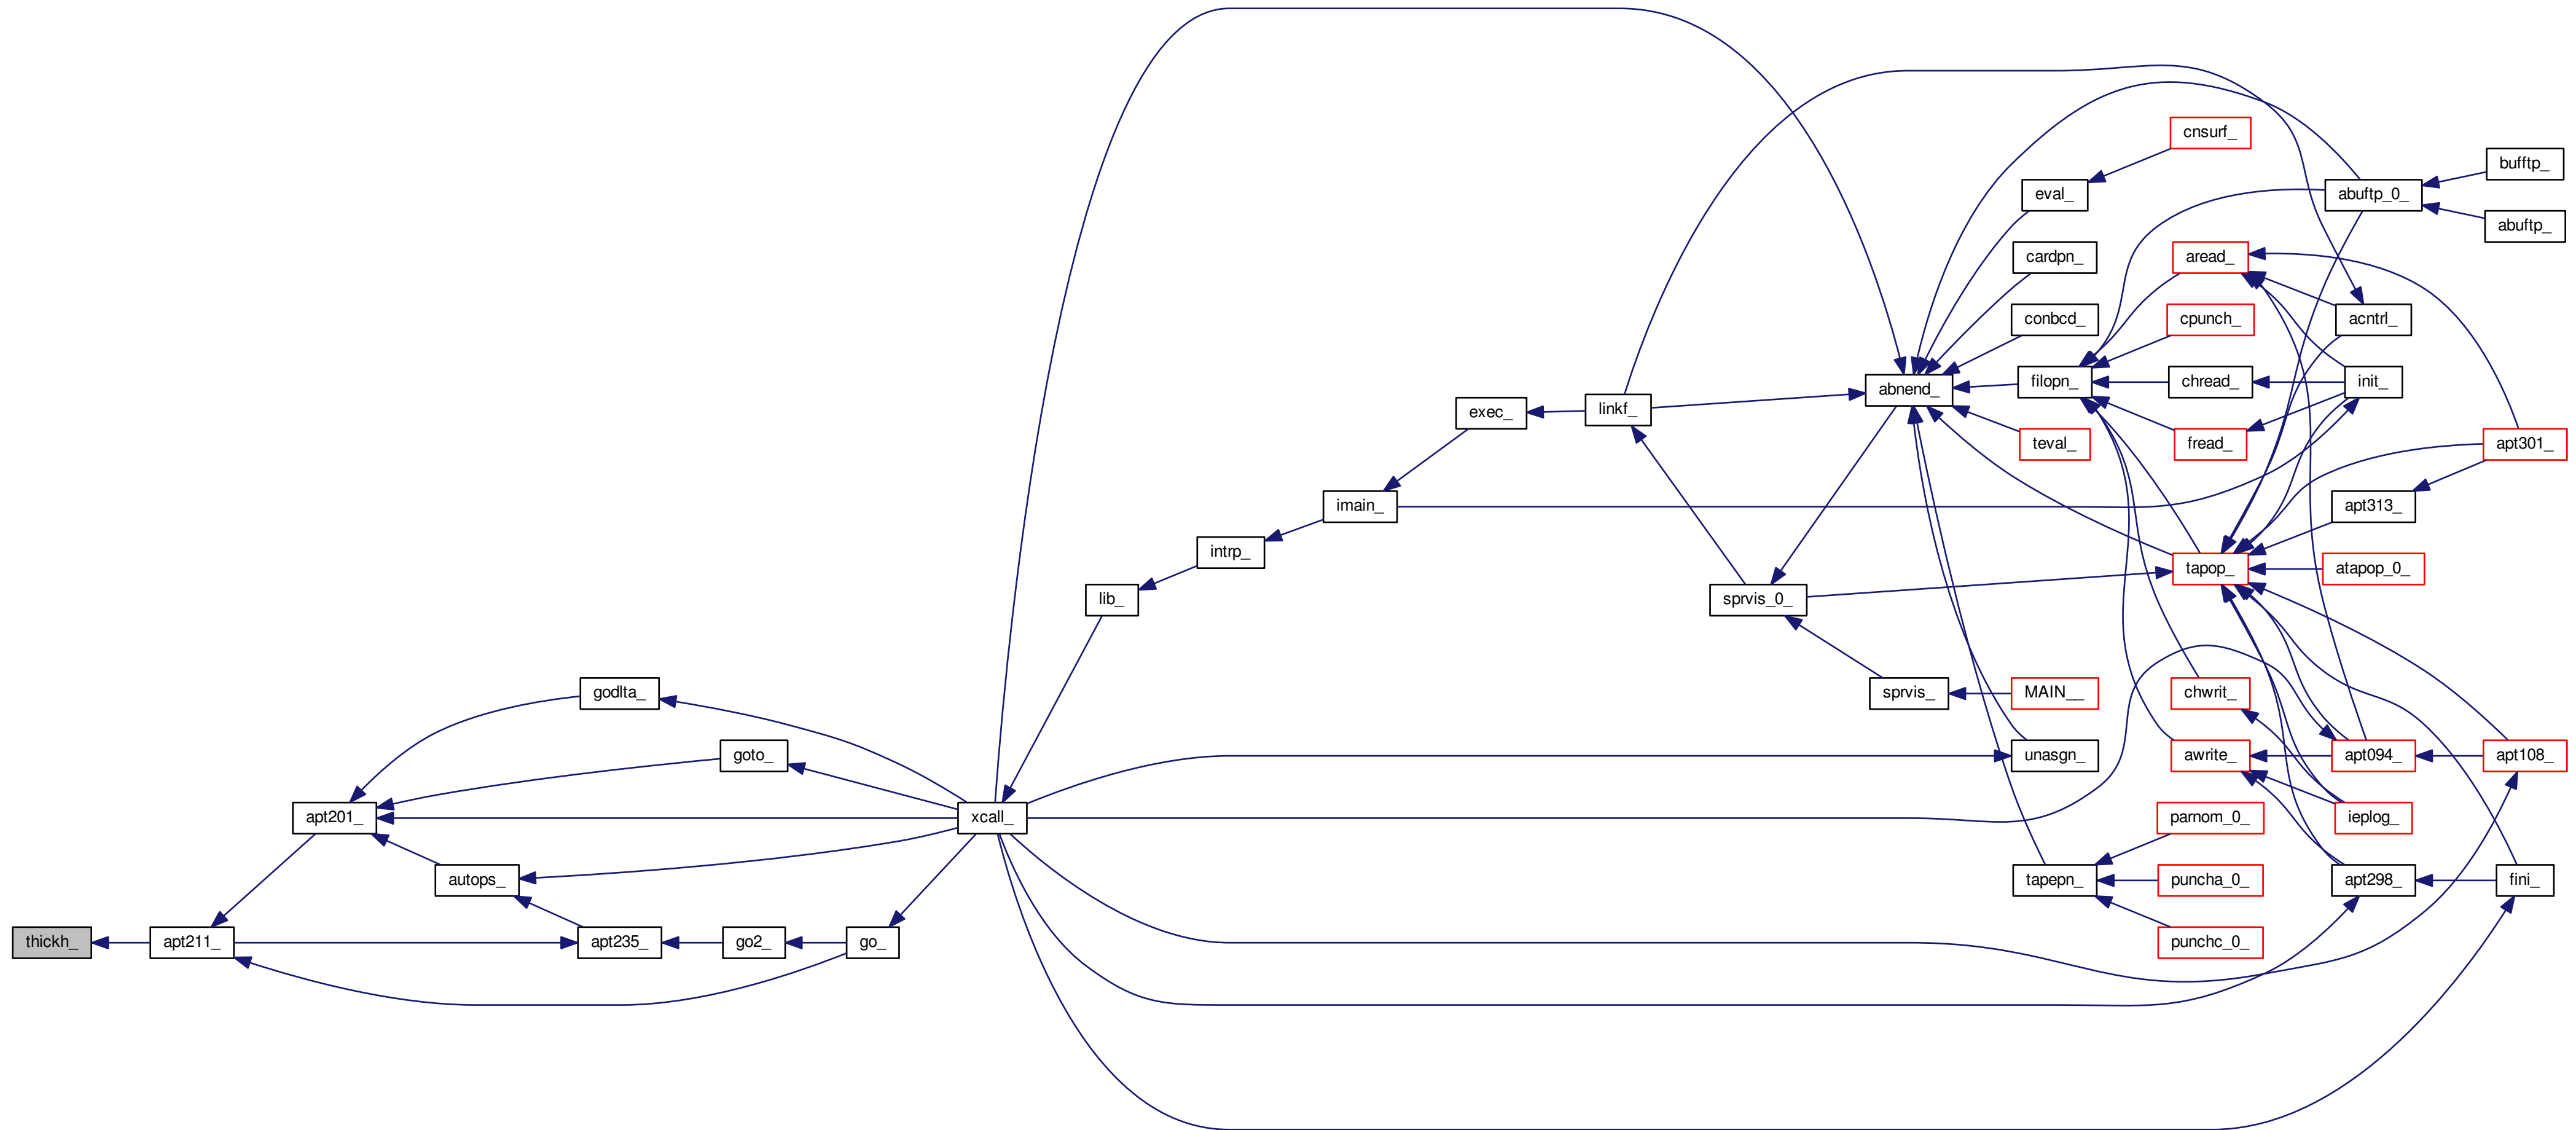 cnsurf_
bufftp_
eval_
abuftp_0_
abuftp_
cardpn_
aread_
conbcd_
cpunch_
acntrl_
abnend_
filopn_
chread_
init_
exec_
linkf_
teval_
fread_
apt301_
imain_
apt313_
intrp_
tapop_
atapop_0_
lib_
sprvis_0_
godlta_
sprvis_
MAIN__
chwrit_
goto_
unasgn_
awrite_
apt094_
apt108_
apt201_
xcall_
parnom_0_
ieplog_
autops_
tapepn_
puncha_0_
apt298_
fini_
thickh_
apt211_
apt235_
go2_
go_
punchc_0_